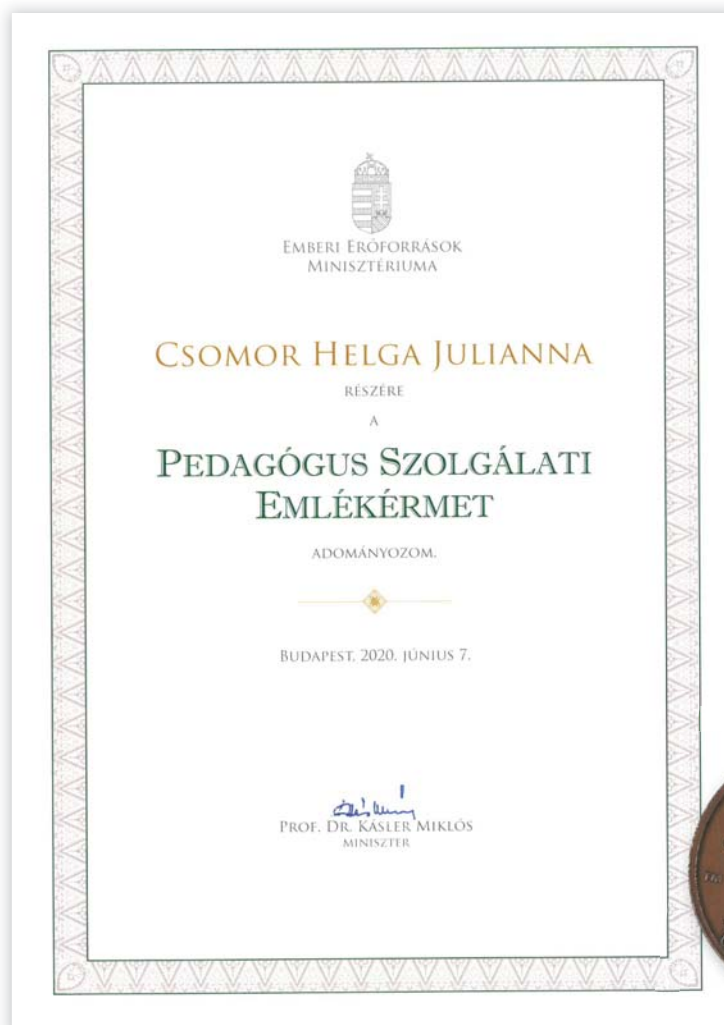 EMBERI ERŐFORRÁSOK
MINISZTÉRIUMA
CSOMOR HELGA JULIANNA
RÉSZÉRE
A
PEDAGÓGUS SZOLGÁLATI
EMLÉKÉRMET
ADOMÁNYOZOM.
BUDAPEST, 2020. JÚNIUS 7.
PROF. DR. KÁSLER MIKLÓS
MINISZTER